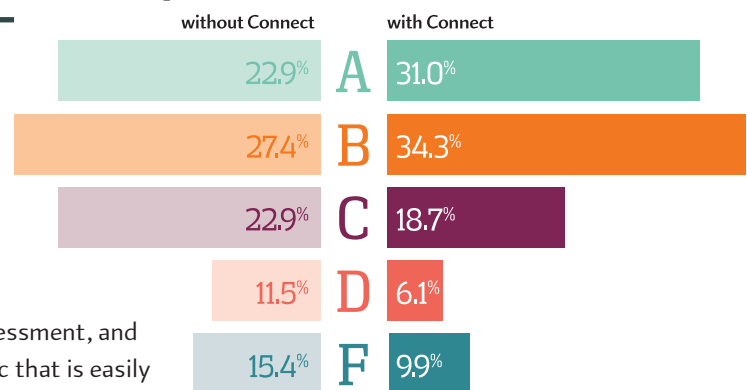 without Connect with Connect
22.9% A 31.0%
27.4% B 34.3%
22.9% C 18.7%
11.5% D 6.1%
15.4% F 9.9%
essment, and
c that is easily